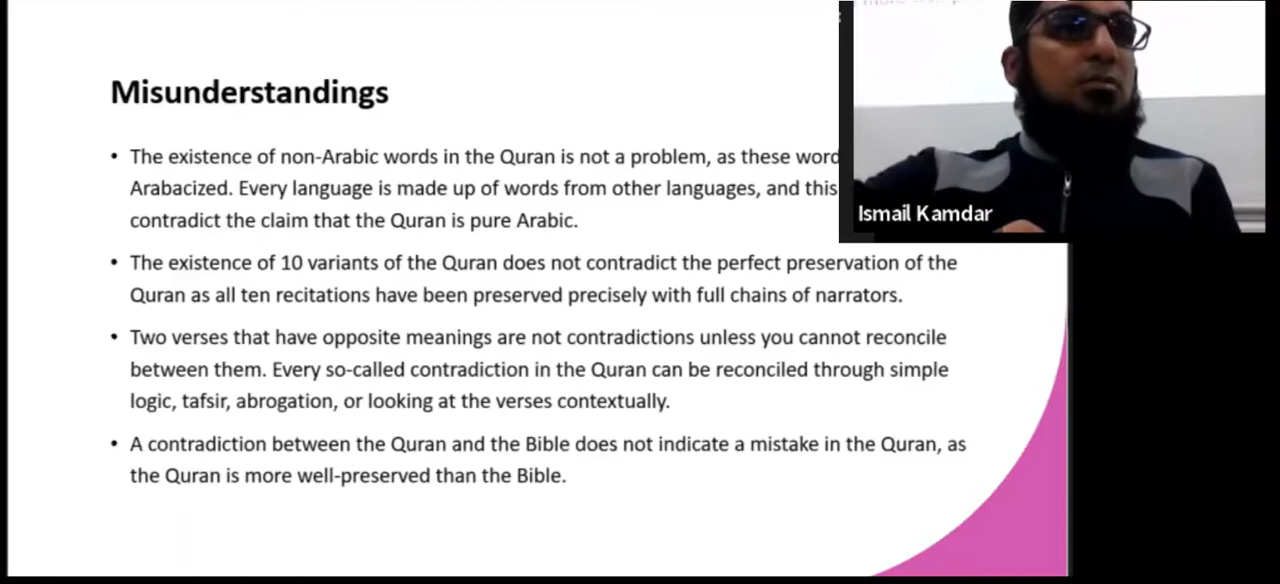 Misunderstandings
• The existence of non-Arabic words in the Quran is not a problem, as these word
Arabacized. Every language is made up of words from other languages, and this
contradict the claim that the Quran is pure Arabic.
• The existence of 10 variants of the Quran does not contradict the perfect preservation of the
Quran as all ten recitations have been preserved precisely with full chains of narrators.
• Two verses that have opposite meanings are not contradictions unless you cannot reconcile
between them. Every so-called contradiction in the Quran can be reconciled through simple
logic, tafsir, abrogation, or looking at the verses contextually.
• A contradiction between the Quran and the Bible does not indicate a mistake in the Quran, as
the Quran is more well-preserved than the Bible.
Ismail Kamdar